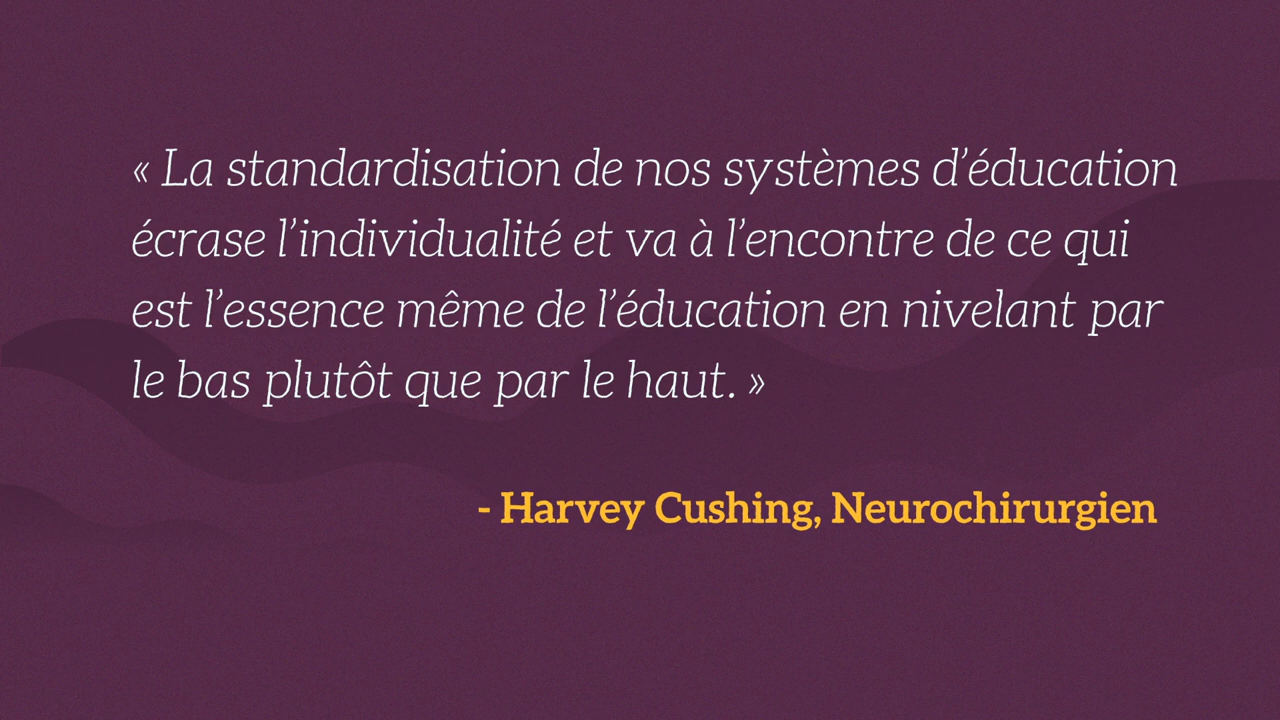 « La standardisation de nos systèmes d’éducation
écrase l’individualité et va à l’encontre de ce qui
est l’essence même de l’éducation en nivelant par
le bas plutôt que par le haut. »
- Harvey Cushing, Neurochirurgien